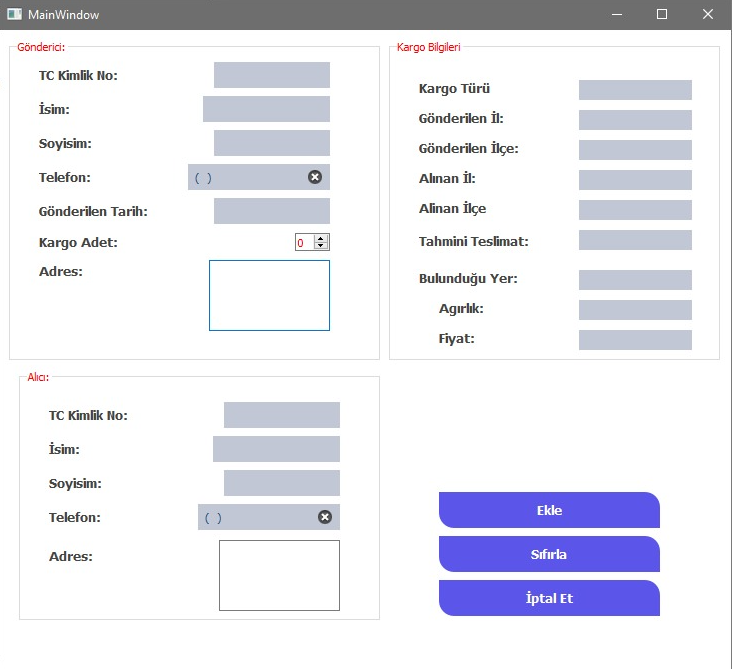 MainWindow
Gönderici:
TC Kimlik No:
İsim:
Soyisim:
Telefon:
( )
Gönderilen Tarih:
Kargo Adet:
0
Adres:
Kargo Bilgileri
Kargo Türü
Gönderilen İl:
Gönderilen İlçe:
Alınan İl:
Alinan İlçe
Tahmini Teslimat:
Bulunduğu Yer:
Agırlık:
Fiyat:
Alıcı:
TC Kimlik No:
İsim:
Soyisim:
Telefon:
( )
Adres:
Ekle
Sıfırla
İptal Et